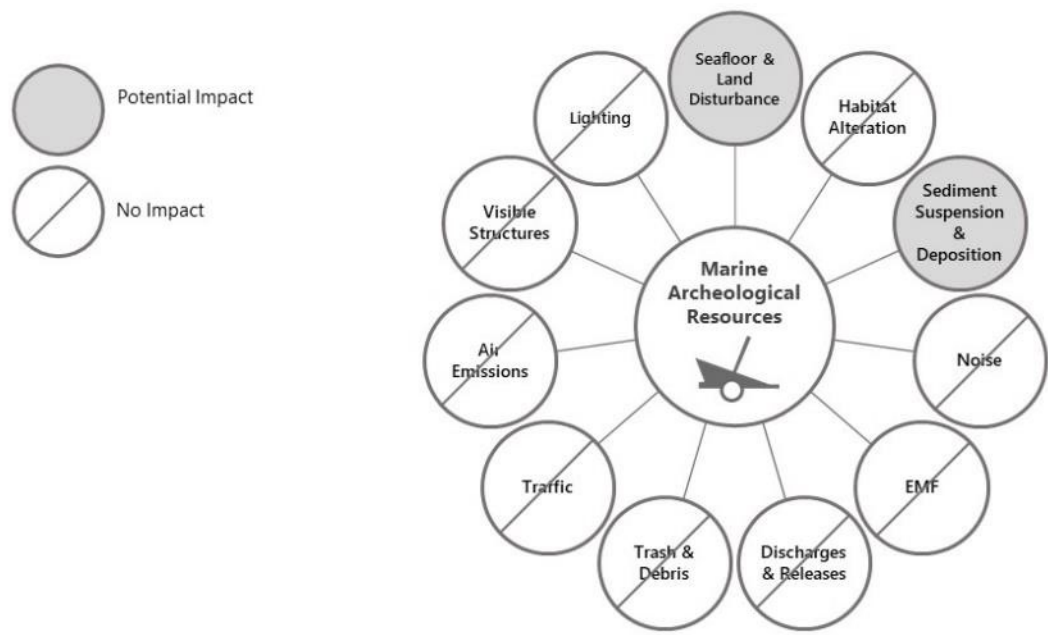 Potential Impact
No Impact
Seafloor &
Land
Disturbance
Habitat
Alteration
Sediment
Suspension
&
Deposition
Noise
EMF
Discharges
& Releases
Trash &
Debris
Traffic
Air
Emissions
Visible
Structures
Lighting
Marine
Archeological
Resources